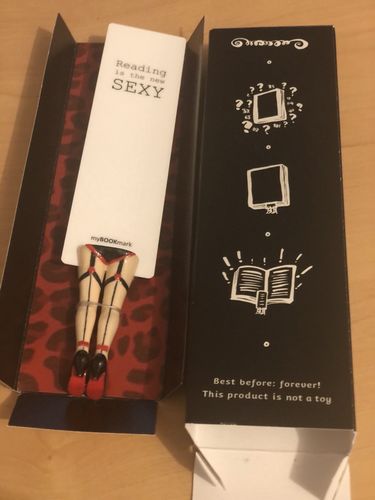 Reading
is the new
SEXY
myBOOKmark
Best before: forever!
This product is not a toy